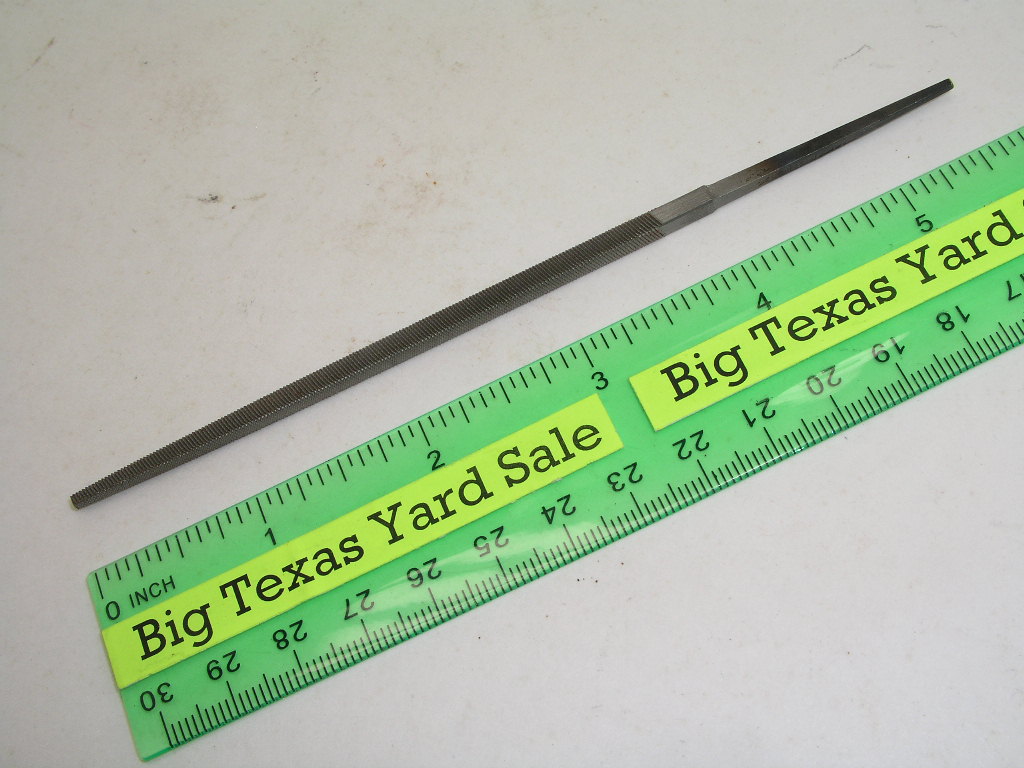 1 2 3 4 5
0 INCH
Big Texas Yard Sale
Big Texas Yard
30 29 28 27 26 25 24 23 22 21 20 19 18 17